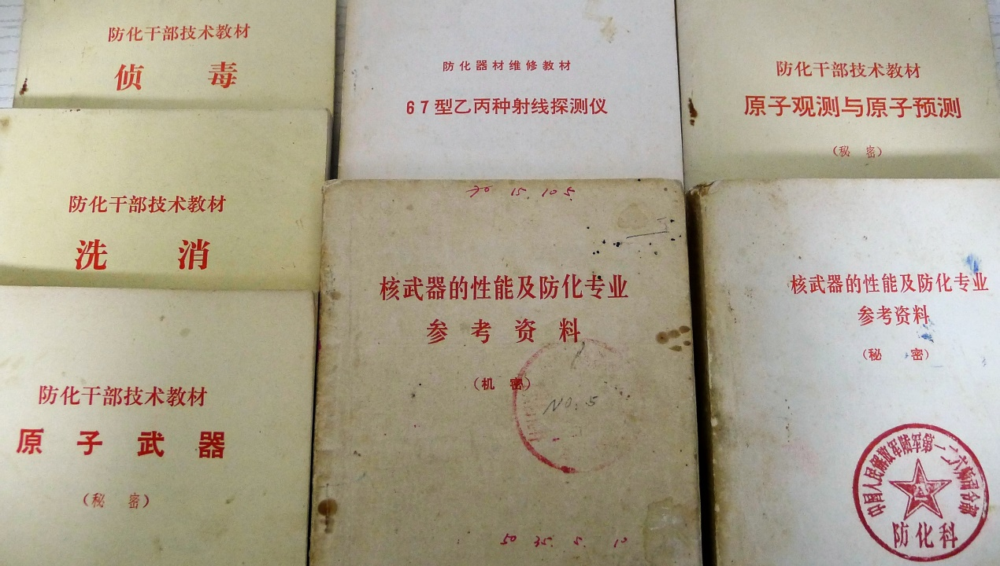 防化干部技术教材
侦 毒
防化干部技术教材
洗 消
防化干部技术教材
原子武器
(秘 密)
防化器材维修教材
67型乙丙种射线探测仪
70 15. 105.
核武器的性能及防化专业
参考资料
(机 密)
NO. 5
50 35. 5. 10
防化干部技术教材
原子观测与原子预测
(秘 密)
核武器的性能及防化专业
参考资料
(秘 密)
中国人民解放军陆军第一二六师司令部
防化科